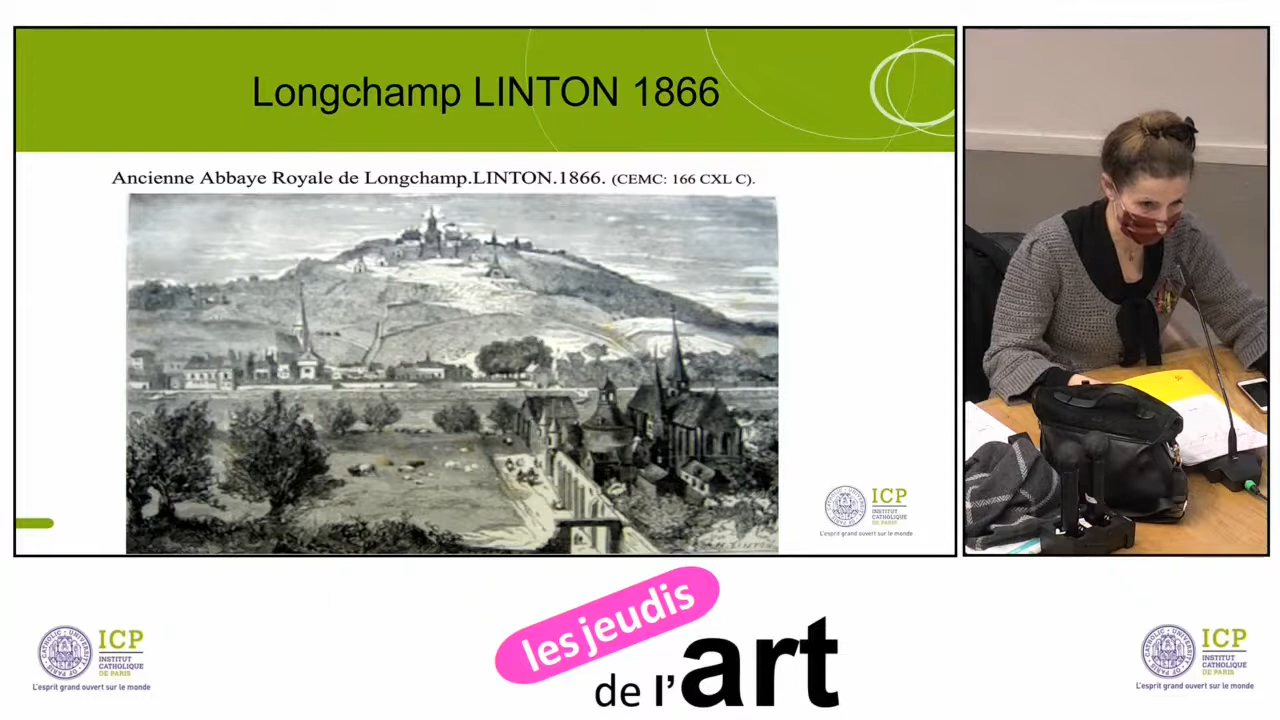 Longchamp LINTON 1866
Ancienne Abbaye Royale de Longchamp.LINTON.1866. (CEMC: 166 CXL C).
LINTON
ICP
INSTITUT
CATHOLIQUE
DE PARIS
L'esprit grand ouvert sur le monde
les jeudis
de l'art
ICP
INSTITUT
CATHOLIQUE
DE PARIS
L'esprit grand ouvert sur le monde
ICP
INSTITUT
CATHOLIQUE
DE PARIS
L'esprit grand ouvert sur le monde